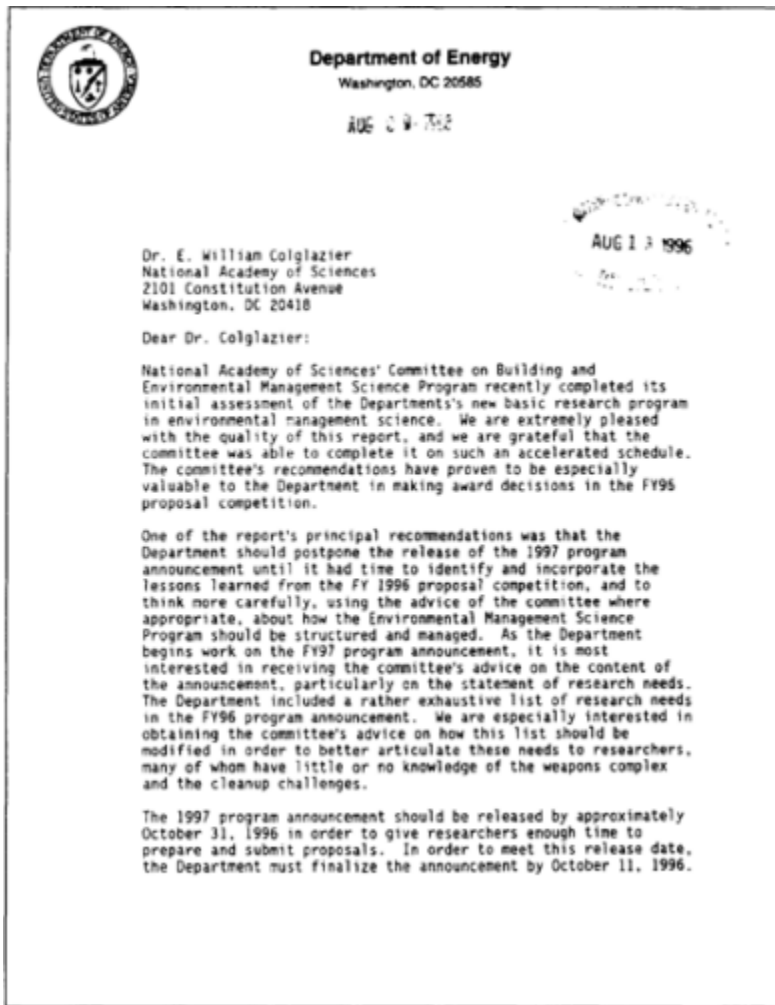 Department of Energy
Washington, DC 20585
AUG
AUG 1 3 1996
Dr. E. William Colglazier
National Academy of Sciences
2101 Constitution Avenue
Washington, DC 20418
Dear Dr. Colglazier:
National Academy of Sciences' Committee on Building and
Environmental Management Science Program recently completed its
initial assessment of the Departments's new basic research program
in environmental management science. We are extremely pleased
with the quality of this report, and we are grateful that the
committee was able to complete it on such an accelerated schedule.
The committee's recommendations have proven to be especially
valuable to the Department in making award decisions in the FY96
proposal competition.
One of the report's principal recommendations was that the
Department should postpone the release of the 1997 program
announcement until it had time to identify and incorporate the
lessons learned from the FY 1996 proposal competition, and to
think more carefully, using the advice of the committee where
appropriate, about how the Environmental Management Science
Program should be structured and managed. As the Department
begins work on the FY97 program announcement, it is most
interested in receiving the committee's advice on the content of
the announcement, particularly on the statement of research needs.
The Department included a rather exhaustive list of research needs
in the FY96 program announcement. We are especially interested in
obtaining the committee's advice on how this list should be
modified in order to better articulate these needs to researchers,
many of whom have little or no knowledge of the weapons complex
and the cleanup challenges.
The 1997 program announcement should be released by approximately
October 31, 1996 in order to give researchers enough time to
prepare and submit proposals. In order to meet this release date,
the Department must finalize the announcement by October 11, 1996.